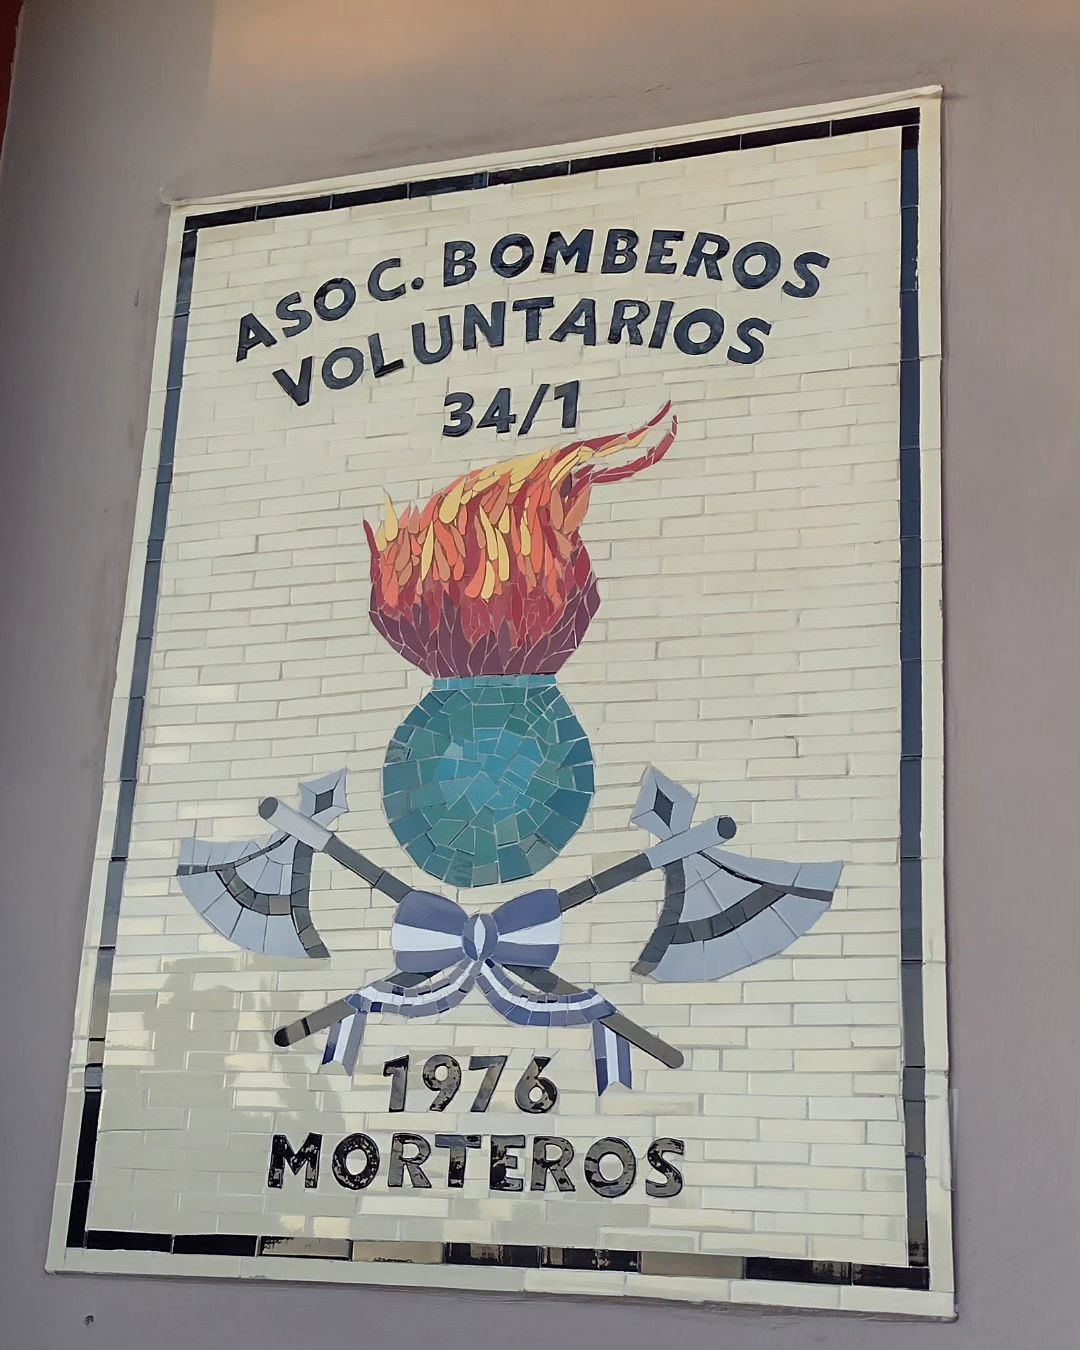 ASOC. BOMBEROS
VOLUNTARIOS
34/1
1976
MORTEROS